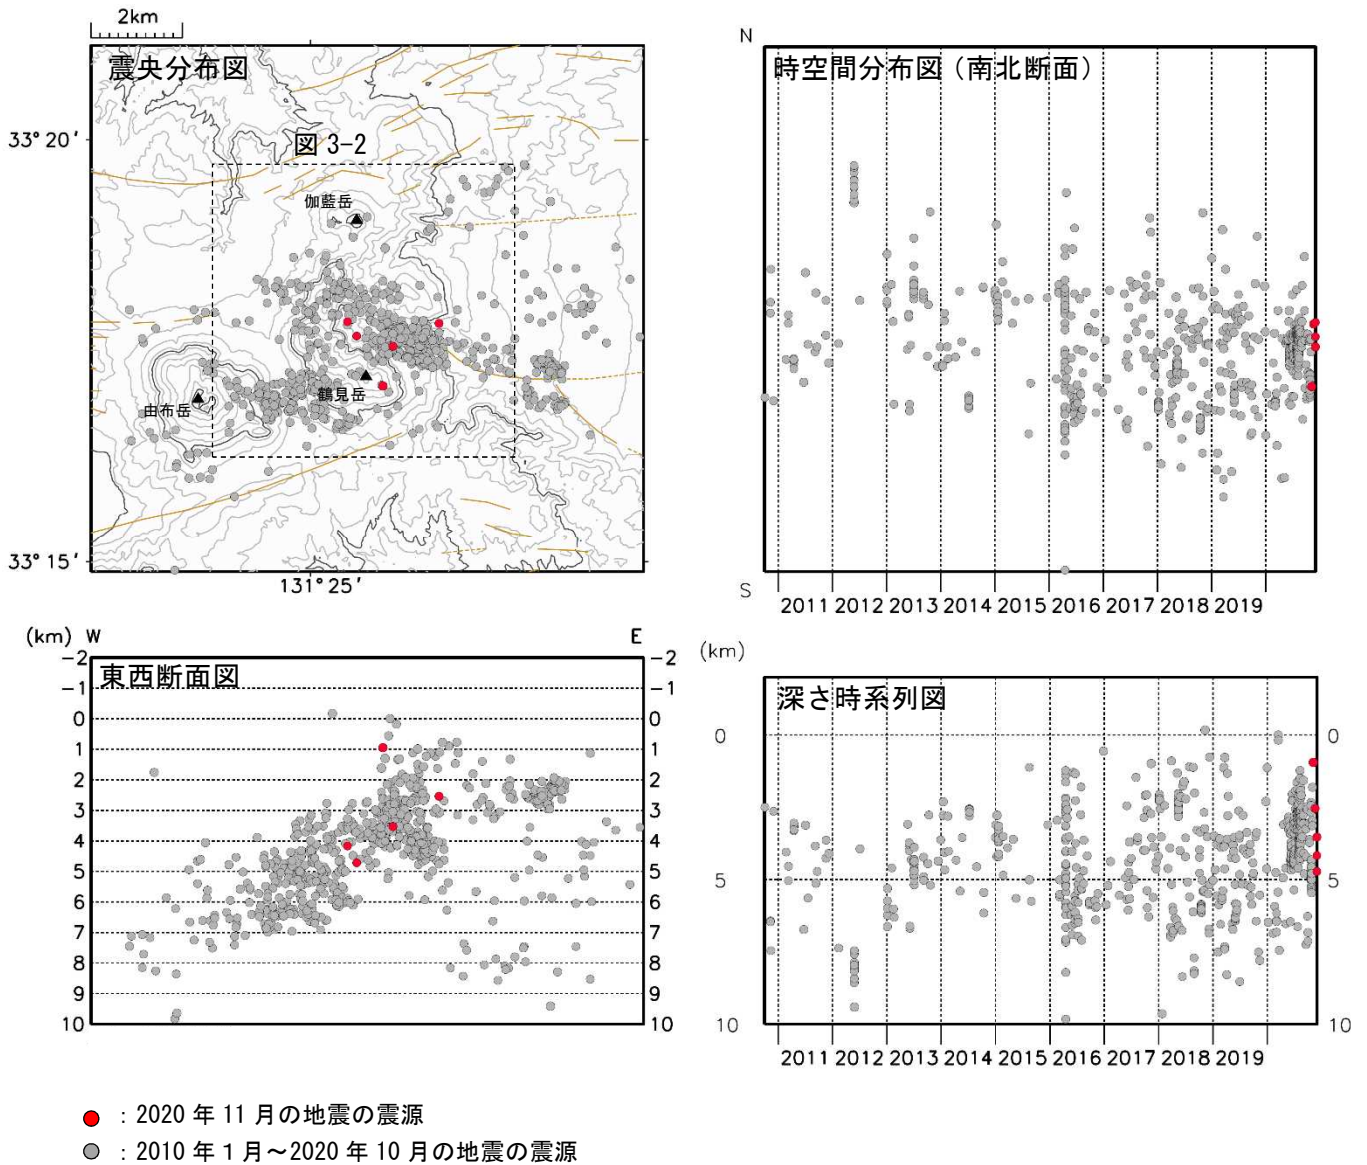 2km
震央分布図
図 3-2
33° 20′
伽藍岳
鶴見岳
由布岳
33° 15′
131° 25′
N
時空間分布図（南北断面）
S
2011 2012 2013 2014 2015 2016 2017 2018 2019
(km) W
E
東西断面図
-2 -2
-1 -1
0 0
1 1
2 2
3 3
4 4
5 5
6 6
7 7
8 8
9 9
10 10
(km)
深さ時系列図
0 0
5 5
10 10
2011 2012 2013 2014 2015 2016 2017 2018 2019
：2020 年 11 月の地震の震源
：2010 年 1 月～2020 年 10 月の地震の震源